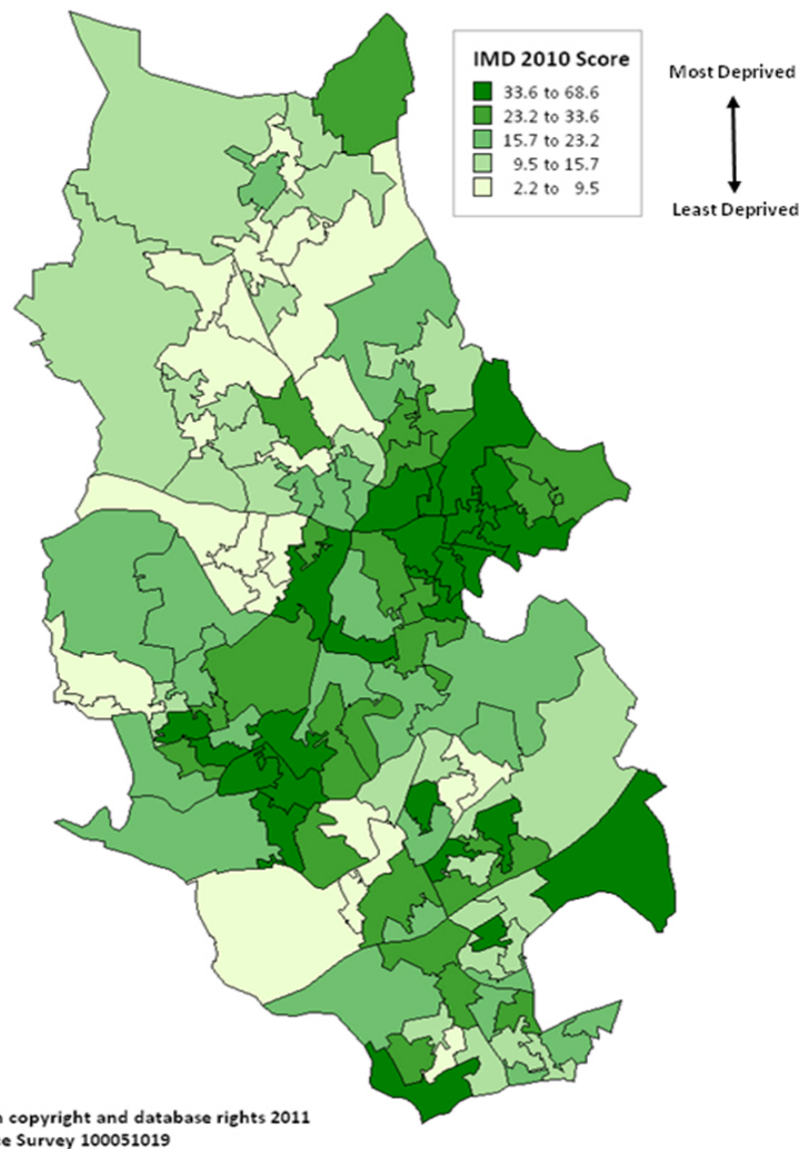 IMD 2010 Score
33.6 to 68.6
23.2 to 33.6
15.7 to 23.2
9.5 to 15.7
2.2 to 9.5
Most Deprived
Least Deprived
copyright and database rights 2011
Survey 100051019